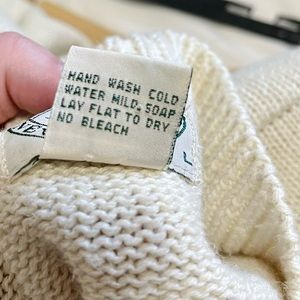 HAND WASH COLD
WATER MILD. SOAP
LAY FLAT TO DRY
NO BLEACH
L